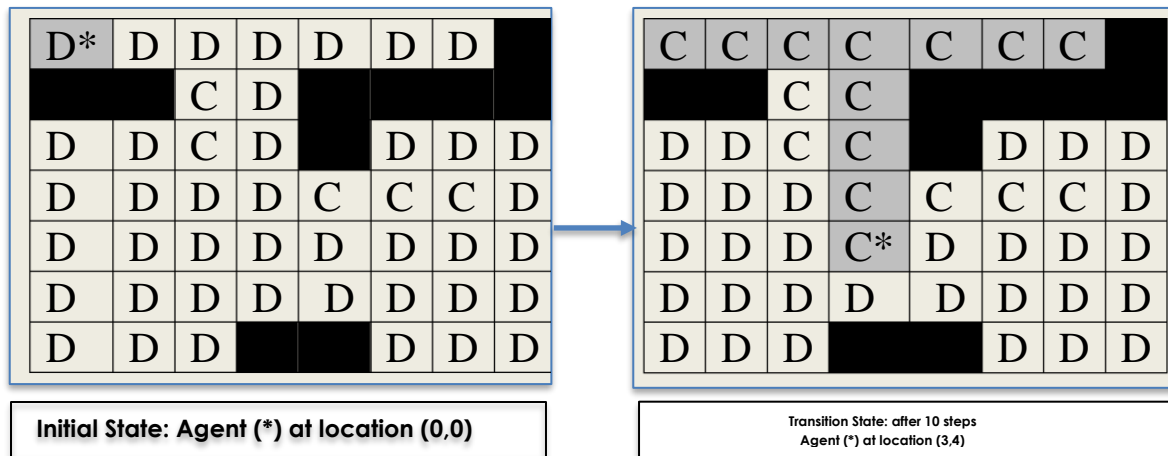 D* D D D D D D
C D
D D C D D D D
D D D D C C C D
D D D D D D D D
D D D D D D D D
D D D D D D
Initial State: Agent (*) at location (0,0)
C C C C C C C
C C
D D C C D D D
D D D C C C C D
D D D C* D D D D
D D D D D D D D
D D D D D D
Transition State: after 10 steps
Agent (*) at location (3,4)